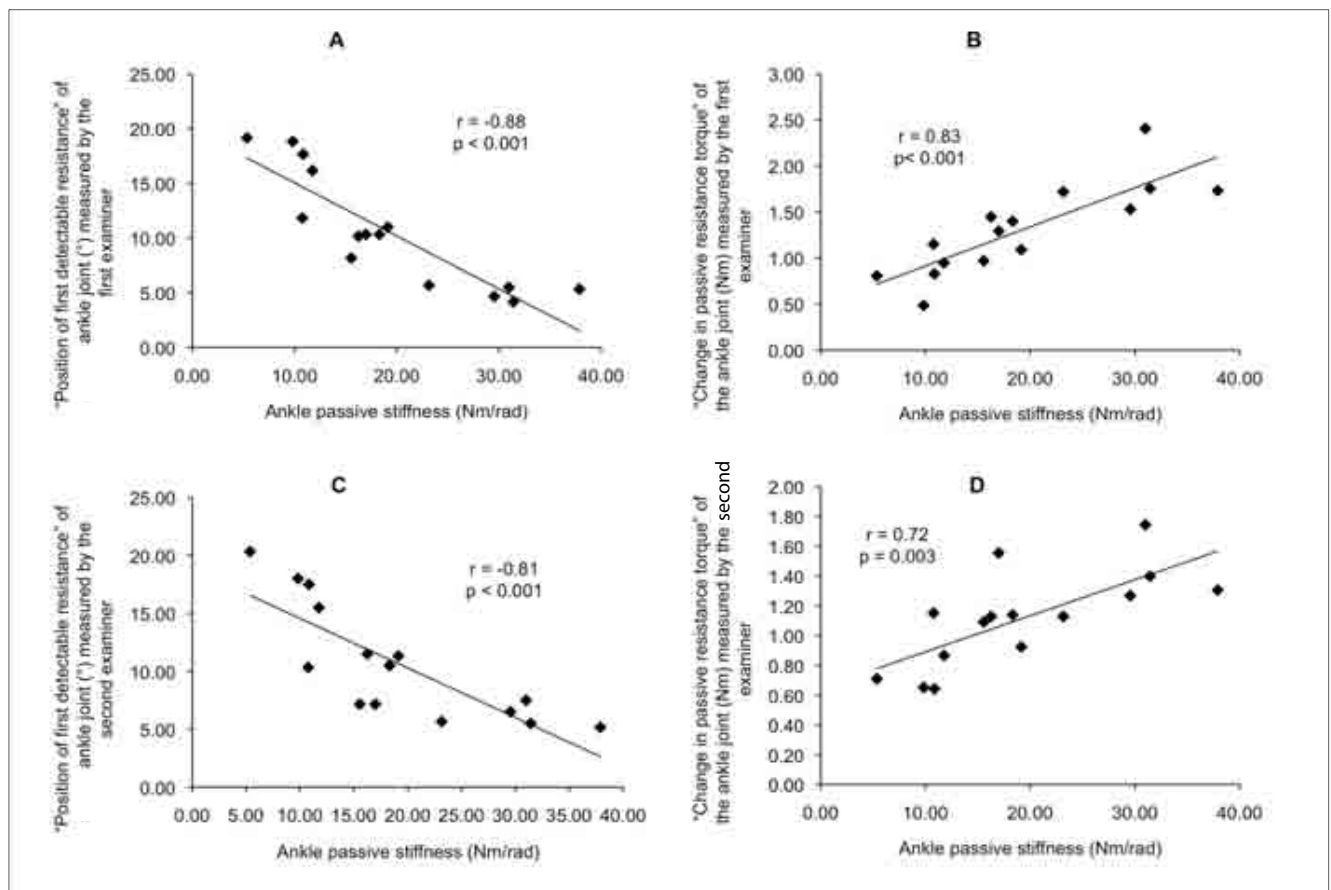 A
"Position of first detectable resistance" of
ankle joint (°) measured by the
first examiner
25.00
20.00
15.00
10.00
5.00
0.00
r = -0.88
p < 0.001
0.00 10.00 20.00 30.00 40.00
Ankle passive stiffness (Nm/rad)
B
"Change in passive resistance torque" of
the ankle joint (Nm) measured by the first
examiner
3.00
2.50
2.00
1.50
1.00
0.50
0.00
r = 0.83
p< 0.001
0.00 10.00 20.00 30.00 40.00
Ankle passive stiffness (Nm/rad)
C
"Position of first detectable resistance" of
ankle joint (°) measured by the
second examiner
25.00
20.00
15.00
10.00
5.00
0.00
r = -0.81
p < 0.001
0.00 5.00 10.00 15.00 20.00 25.00 30.00 35.00 40.00
Ankle passive stiffness (Nm/rad)
D
"Change in passive resistance torque" of
the ankle joint (Nm) measured by the second
examiner
2.00
1.80
1.60
1.40
1.20
1.00
0.80
0.60
0.40
0.20
0.00
r = 0.72
p = 0.003
0.00 10.00 20.00 30.00 40.00
Ankle passive stiffness (Nm/rad)